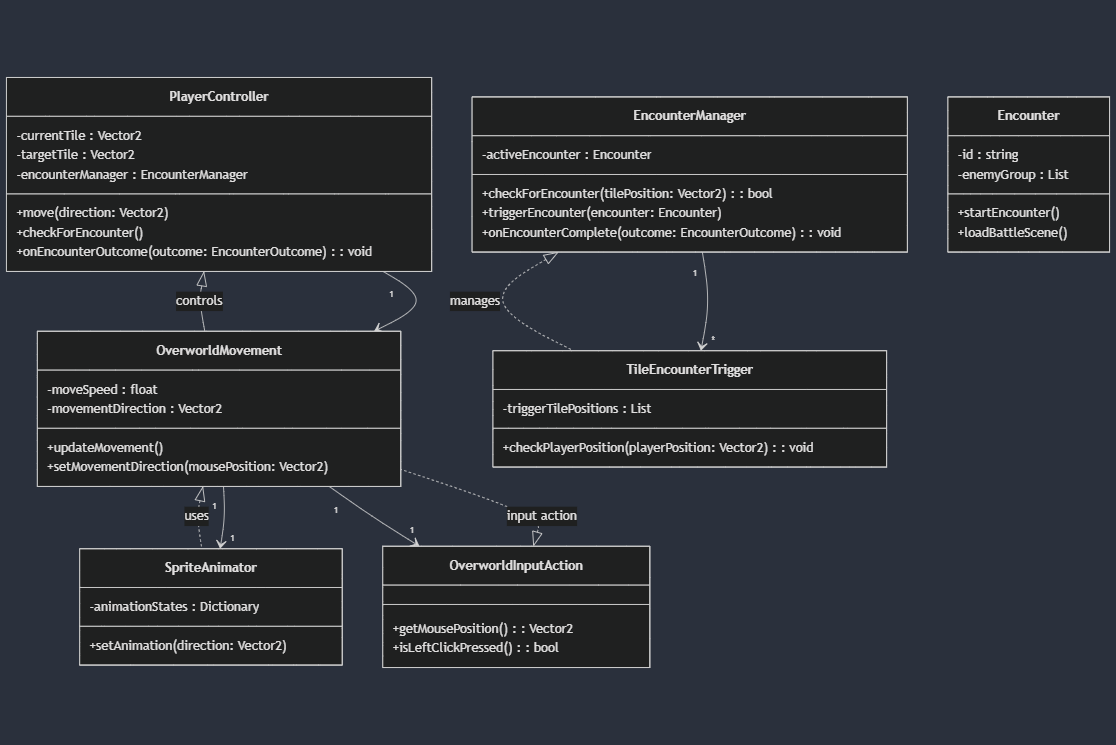 PlayerController
-currentTile : Vector2
-targetTile : Vector2
-encounterManager : EncounterManager
+move(direction: Vector2)
+checkForEncounter()
+onEncounterOutcome(outcome: EncounterOutcome) : : void
EncounterManager
-activeEncounter : Encounter
+checkForEncounter(tilePosition: Vector2) : : bool
+triggerEncounter(encounter: Encounter)
+onEncounterComplete(outcome: EncounterOutcome) : : void
Encounter
-id : string
-enemyGroup : List
+startEncounter()
+loadBattleScene()
controls
1
manages
1
*
OverworldMovement
-moveSpeed : float
-movementDirection : Vector2
+updateMovement()
+setMovementDirection(mousePosition: Vector2)
TileEncounterTrigger
-triggerTilePositions : List
+checkPlayerPosition(playerPosition: Vector2) : : void
uses
1
1
1
1
input action
SpriteAnimator
-animationStates : Dictionary
+setAnimation(direction: Vector2)
OverworldInputAction
+getMousePosition() : : Vector2
+isLeftClickPressed() : : bool